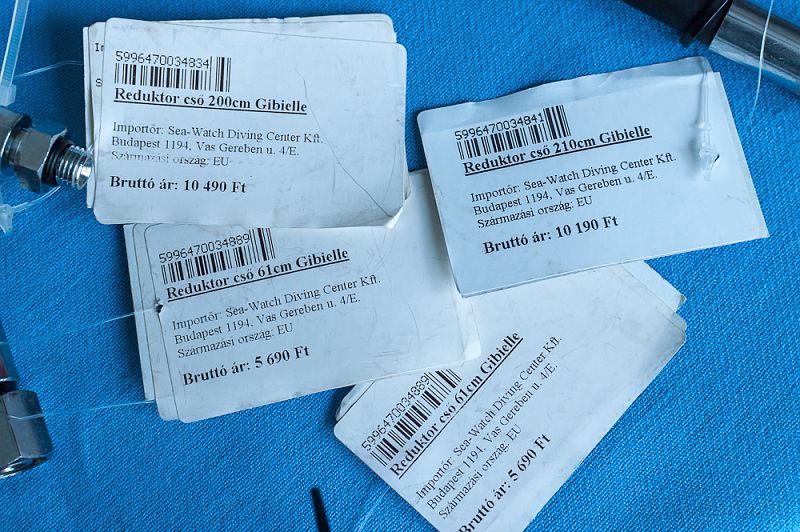 5996470034834
Reduktor cső 200cm Gibielle
Importőr: Sea-Watch Diving Center Kft.
Budapest 1194, Vas Gereben u. 4/E.
Származási ország: EU
Bruttó ár: 10 490 Ft
5996470034841
Reduktor cső 210cm Gibielle
Importőr: Sea-Watch Diving Center Kft.
Budapest 1194, Vas Gereben u. 4/E.
Származási ország: EU
Bruttó ár: 10 190 Ft
5996470034889
Reduktor cső 61cm Gibielle
Importőr: Sea-Watch Diving Center Kft.
Budapest 1194, Vas Gereben u. 4/E.
Származási ország: EU
Bruttó ár: 5 690 Ft
5996470034889
Reduktor cső 61cm Gibielle
Importőr: Sea-Watch Diving Center Kft.
Budapest 1194, Vas Gereben u. 4/E.
Származási ország: EU
Bruttó ár: 5 690 Ft